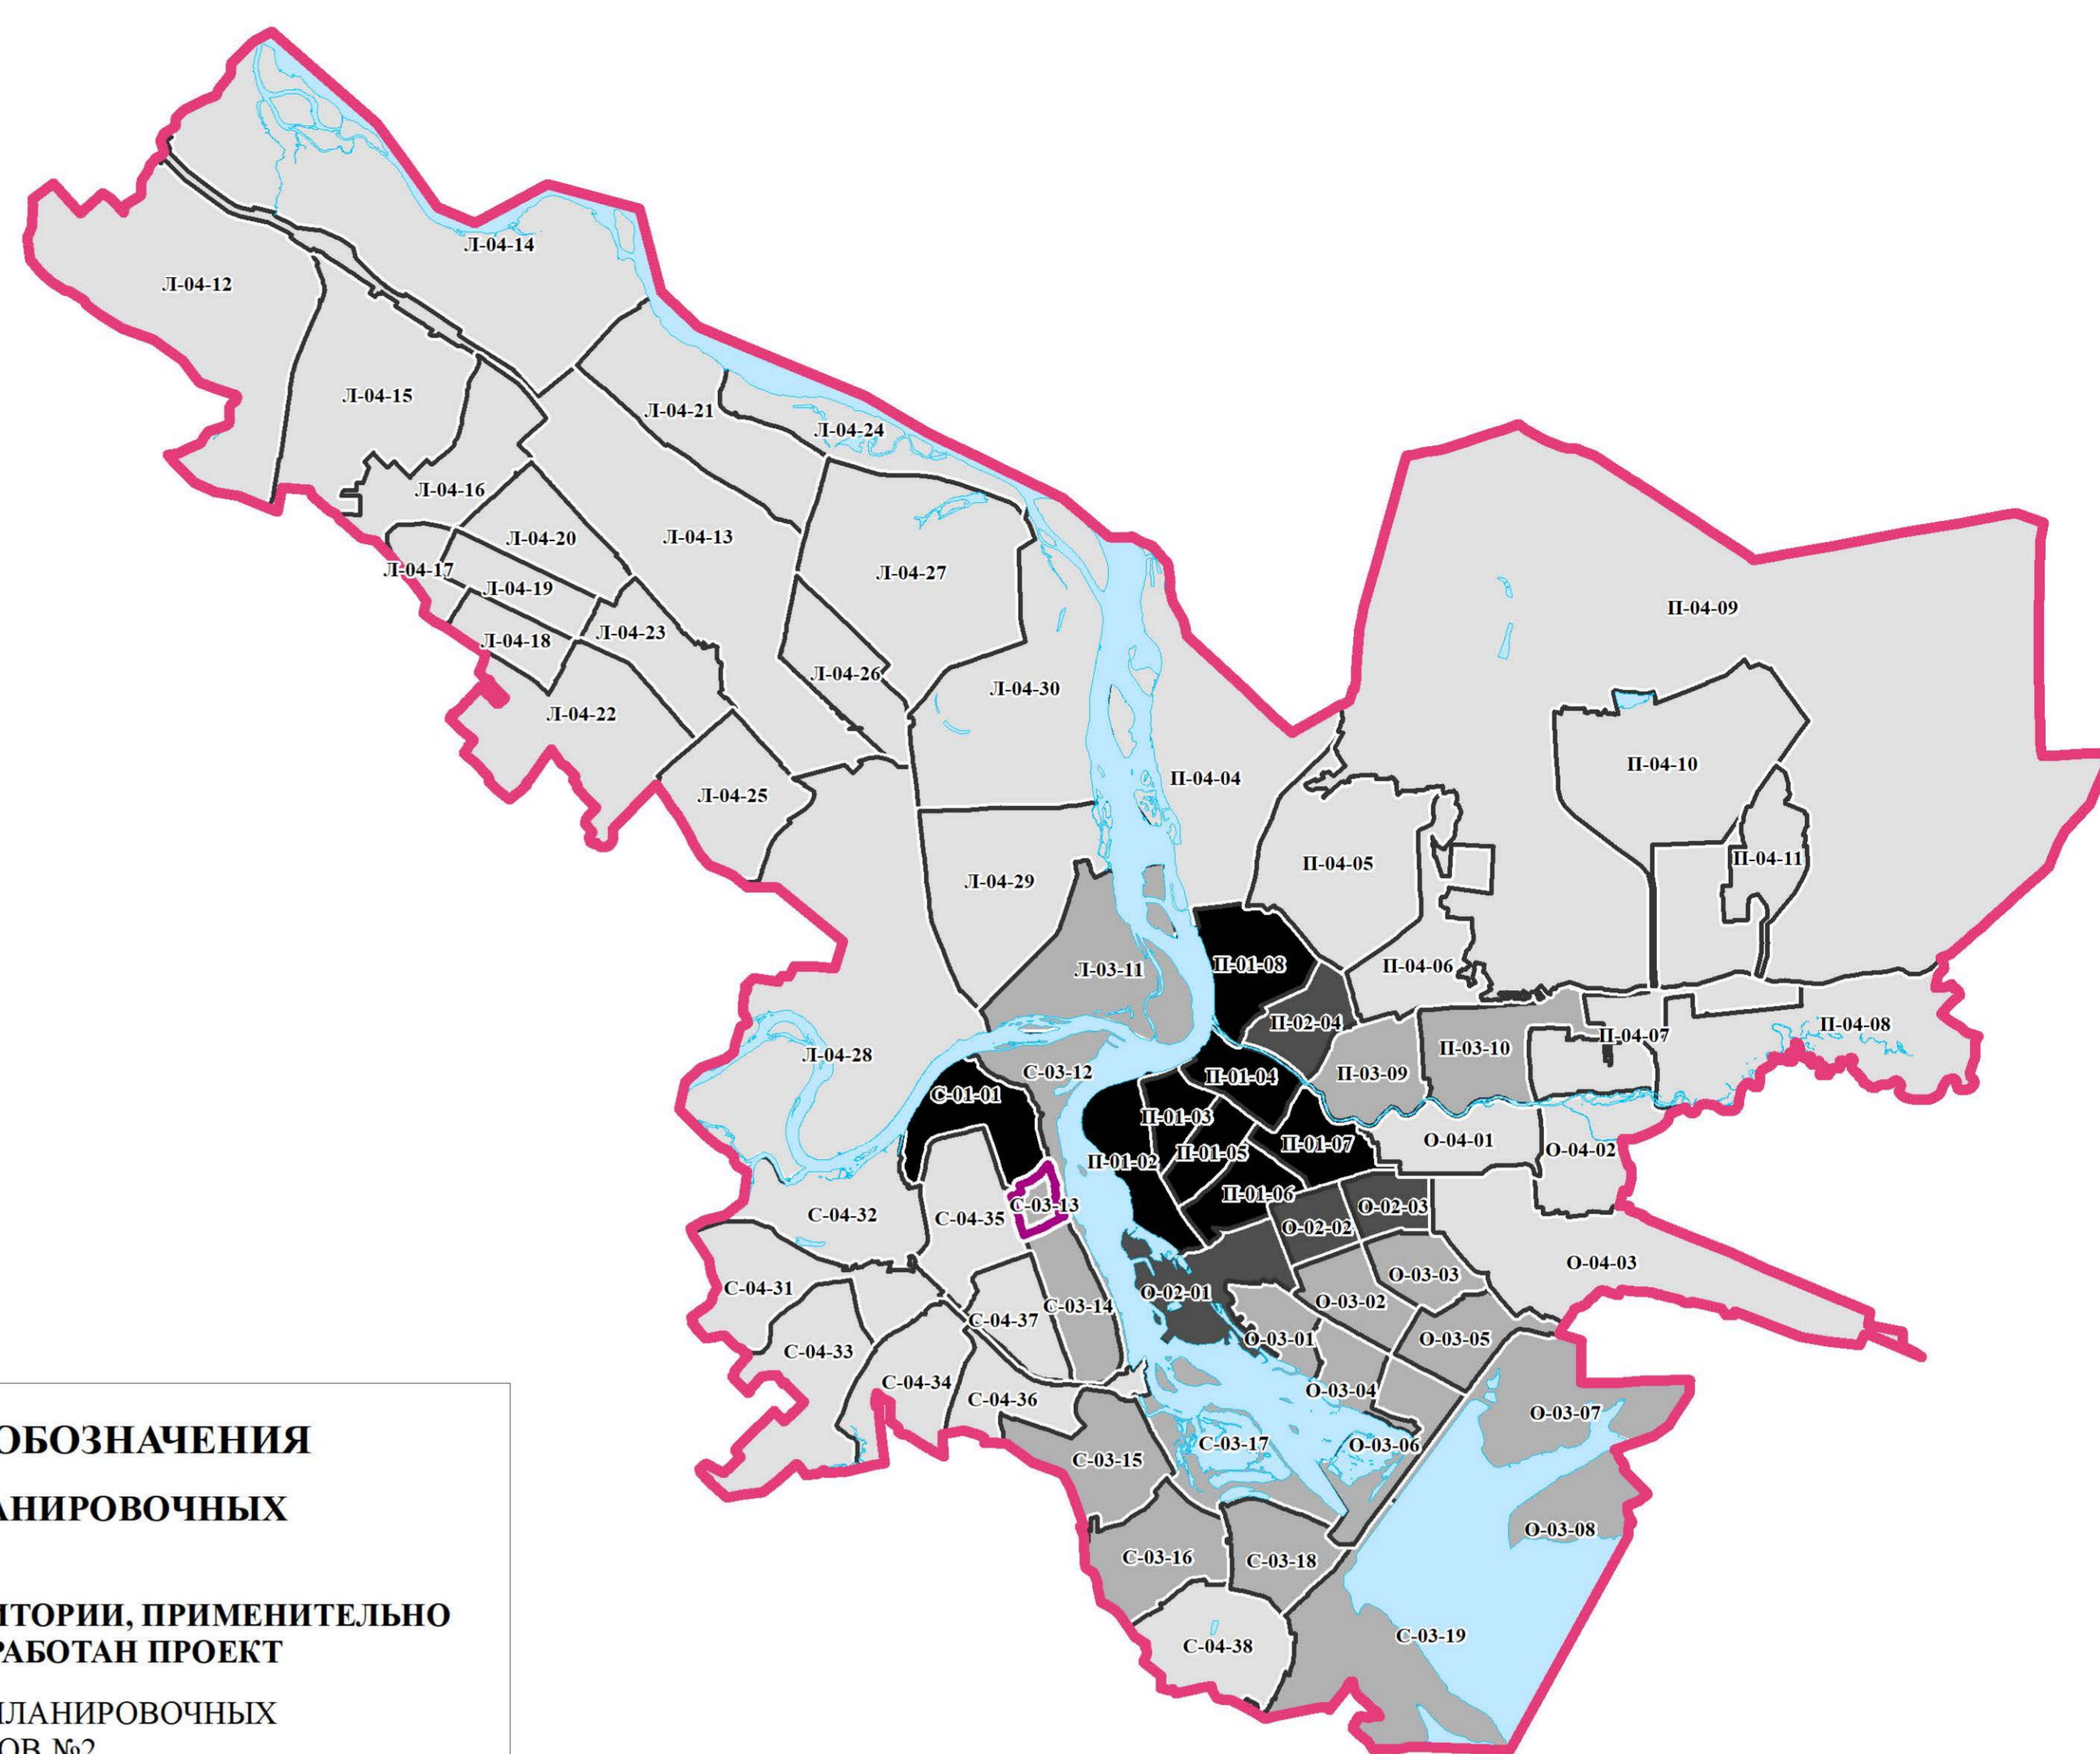 Л-04-14
Л-04-12
Л-04-15
Л-04-21
Л-04-24
Л-04-16
Л-04-20
Л-04-13
Л-04-17
Л-04-27
Л-04-19
П-04-09
Л-04-18
Л-04-23
Л-04-26
Л-04-30
Л-04-22
П-04-10
П-04-04
Л-04-25
П-04-11
П-04-05
Л-04-29
П-01-08
П-04-06
Л-03-11
П-02-04
П-04-08
П-04-07
П-03-10
Л-04-28
С-03-12
П-01-04
П-03-09
С-01-01
П-01-03
О-04-01
П-01-07
О-04-02
П-01-05
П-01-02
П-01-06
С-03-13
О-02-03
С-04-32
С-04-35
О-02-02
О-04-03
О-03-03
С-04-31
О-02-01
О-03-02
С-03-14
С-04-37
О-03-01
О-03-05
С-04-33
С-04-34
О-03-04
С-04-36
О-03-07
С-03-17
О-03-06
С-03-15
О-03-08
С-03-16
С-03-18
С-03-19
С-04-38
ОБОЗНАЧЕНИЯ
АНИРОВОЧНЫХ
ИТОРИИ, ПРИМЕНИТЕЛЬНО
РАБОТАН ПРОЕКТ
ЛАНИРОВОЧНЫХ
ОВ №2